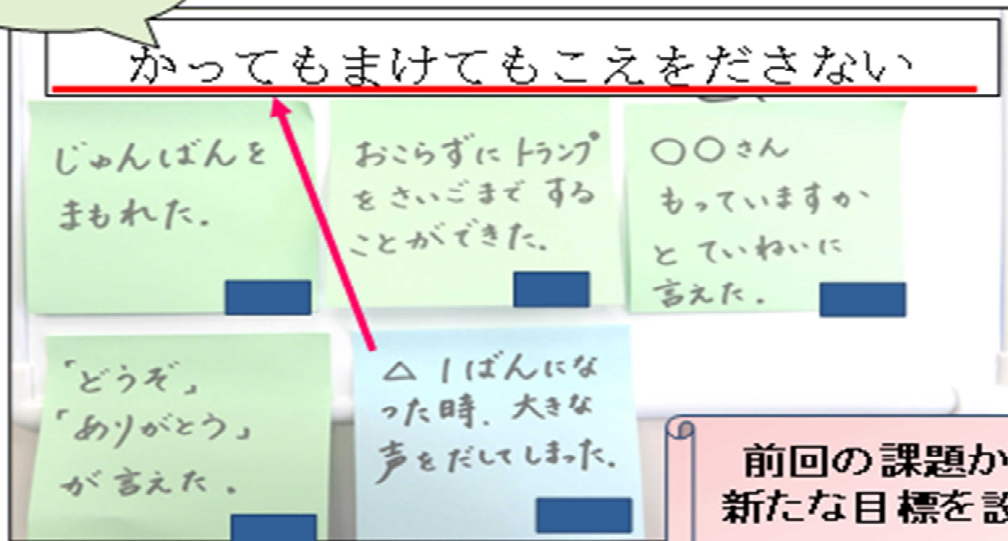 かってもまけてもこえをださない
じゅんばんを
まもれた.
おこらずにトランプ
をさいごまでする
ことができた.
○○さん
もっていますか
とていねいに
言えた.
「どうぞ」
「ありがとう」
が言えた.
△ 1ばんにな
った時、大きな
声をだしてしまった.
前回の課題か
新たな目標を設